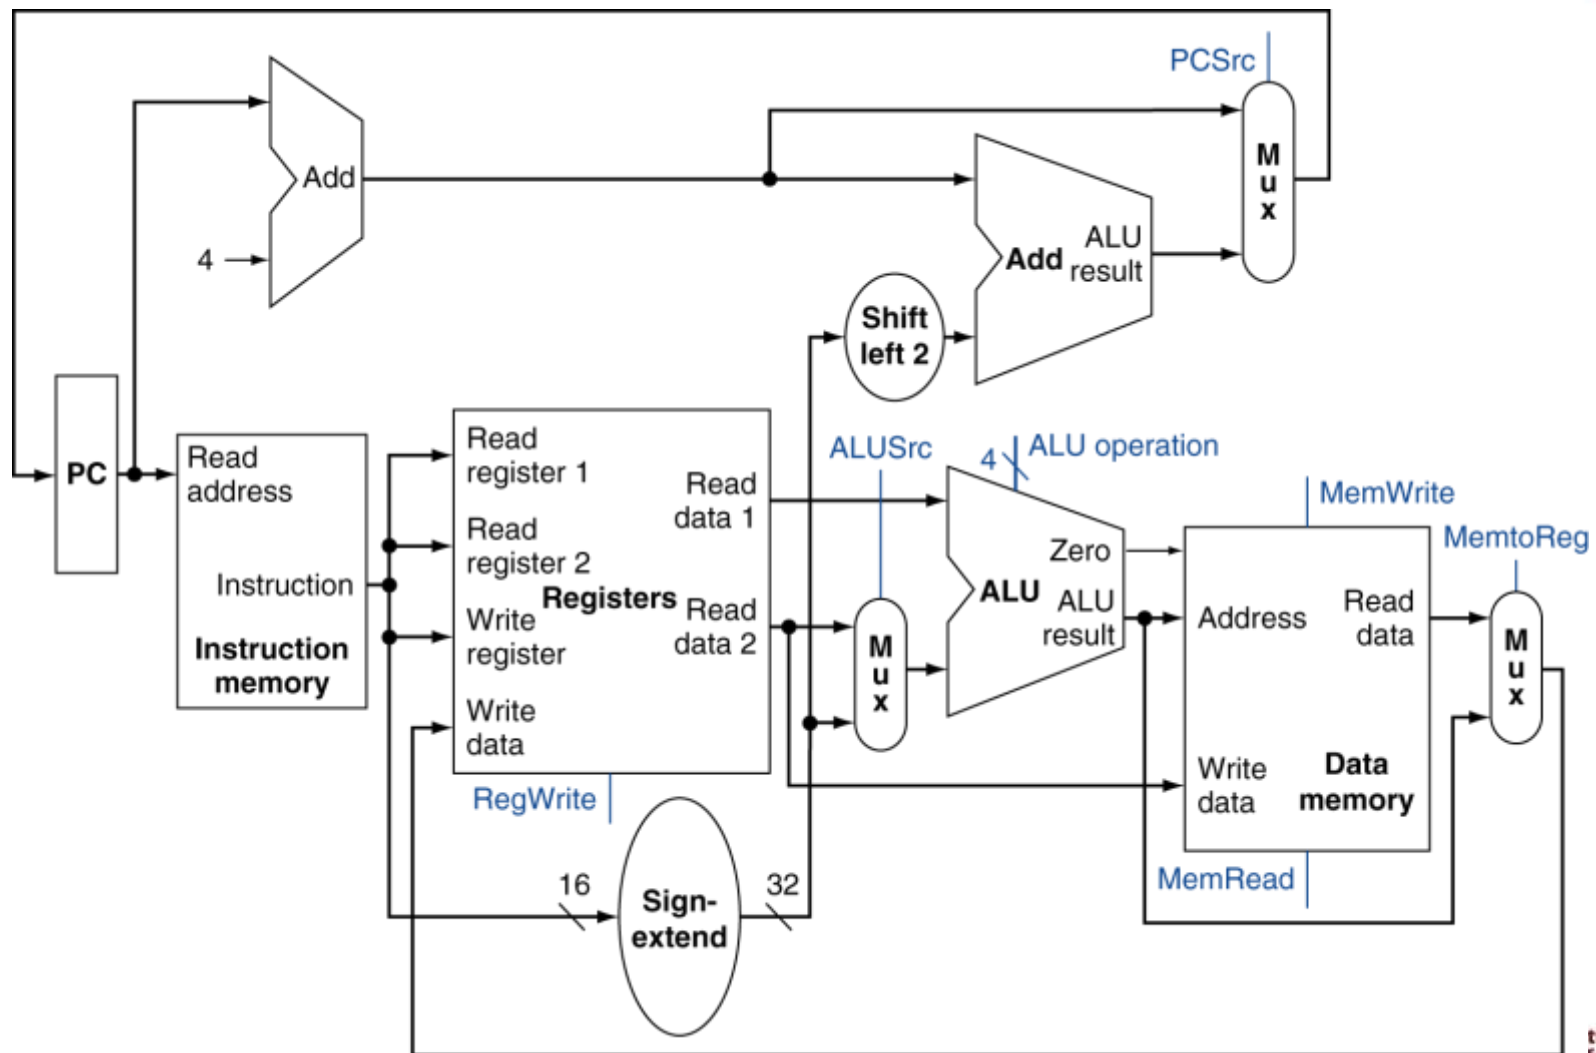 PCSrc
M
u
x
Add
4
Add
ALU
result
Shift
left 2
PC
Read
address
Instruction
Instruction
memory
Read
register 1
Read
register 2
Write
register
Write
data
Registers
Read
data 1
Read
data 2
RegWrite
16
Sign-
extend
32
ALUSrc
M
u
x
4
ALU operation
Zero
ALU
ALU
result
MemWrite
Address
Read
data
Write
data
Data
memory
MemRead
MemtoReg
M
u
x